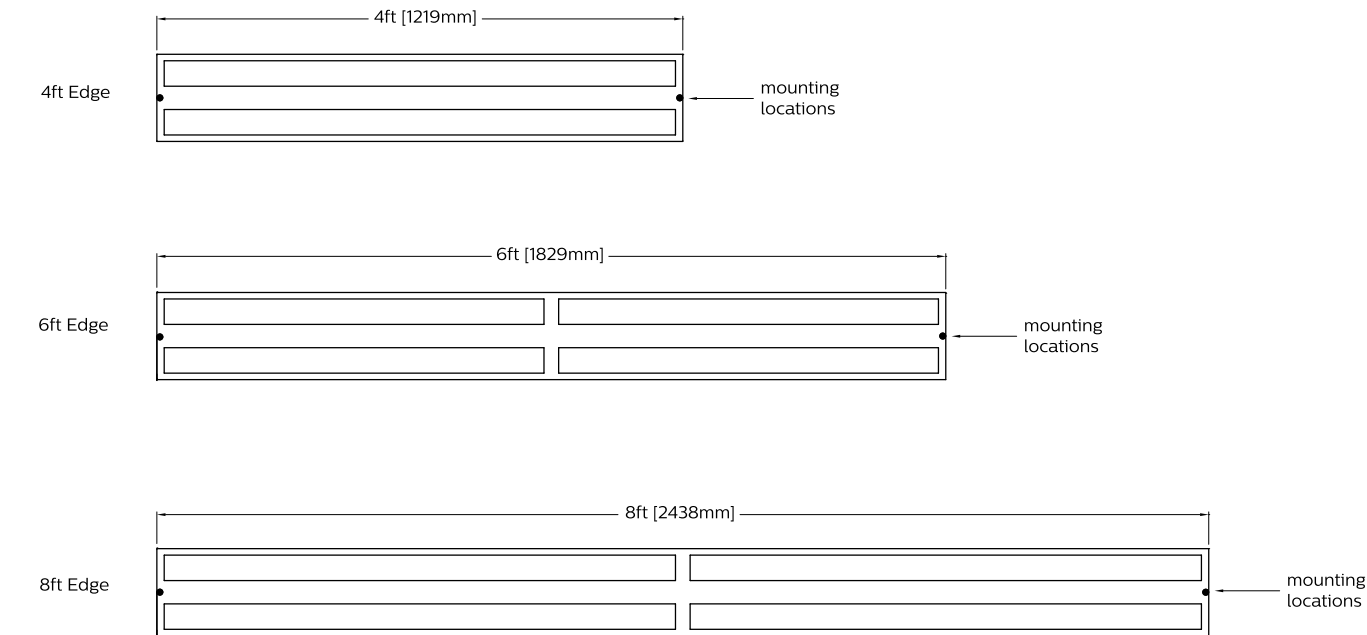 4ft [1219mm]
4ft Edge
mounting
locations
6ft [1829mm]
6ft Edge
mounting
locations
8ft [2438mm]
8ft Edge
mounting
locations